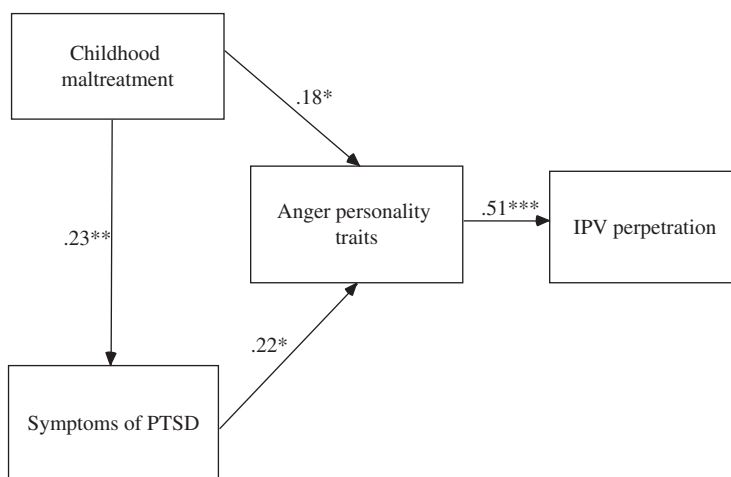 Childhood
maltreatment
.18*
Anger personality
traits
.51***
IPV perpetration
.23**
.22*
Symptoms of PTSD